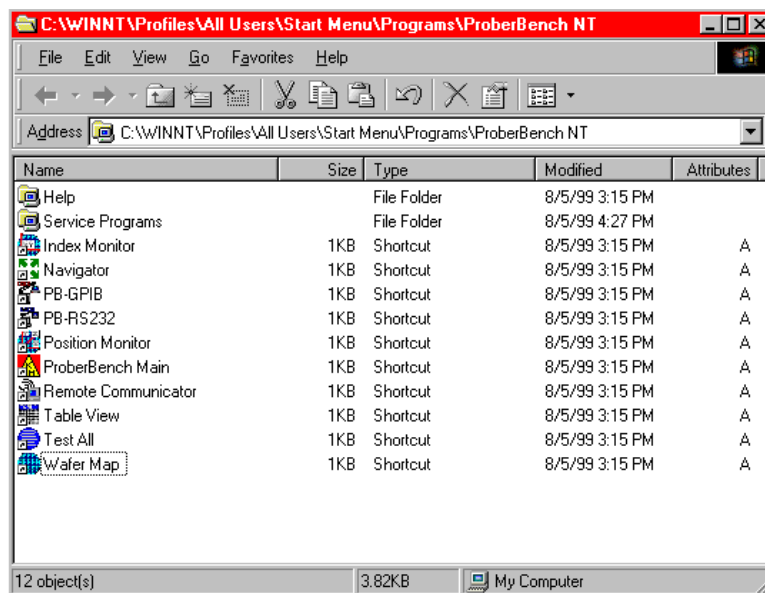 C:\WINNT\Profiles\All Users\Start Menu\Programs\ProberBench NT
File Edit View Go Favorites Help
Address C:\WINNT\Profiles\All Users\Start Menu\Programs\ProberBench NT
Name Size Type Modified Attributes
Help File Folder 8/5/99 3:15 PM
Service Programs File Folder 8/5/99 4:27 PM
Index Monitor 1KB Shortcut 8/5/99 3:15 PM A
Navigator 1KB Shortcut 8/5/99 3:15 PM A
PB-GPIB 1KB Shortcut 8/5/99 3:15 PM A
PB-RS232 1KB Shortcut 8/5/99 3:15 PM A
Position Monitor 1KB Shortcut 8/5/99 3:15 PM A
ProberBench Main 1KB Shortcut 8/5/99 3:15 PM A
Remote Communicator 1KB Shortcut 8/5/99 3:15 PM A
Table View 1KB Shortcut 8/5/99 3:15 PM A
Test All 1KB Shortcut 8/5/99 3:15 PM A
Wafer Map 1KB Shortcut 8/5/99 3:15 PM A
12 object(s) 3.82KB My Computer